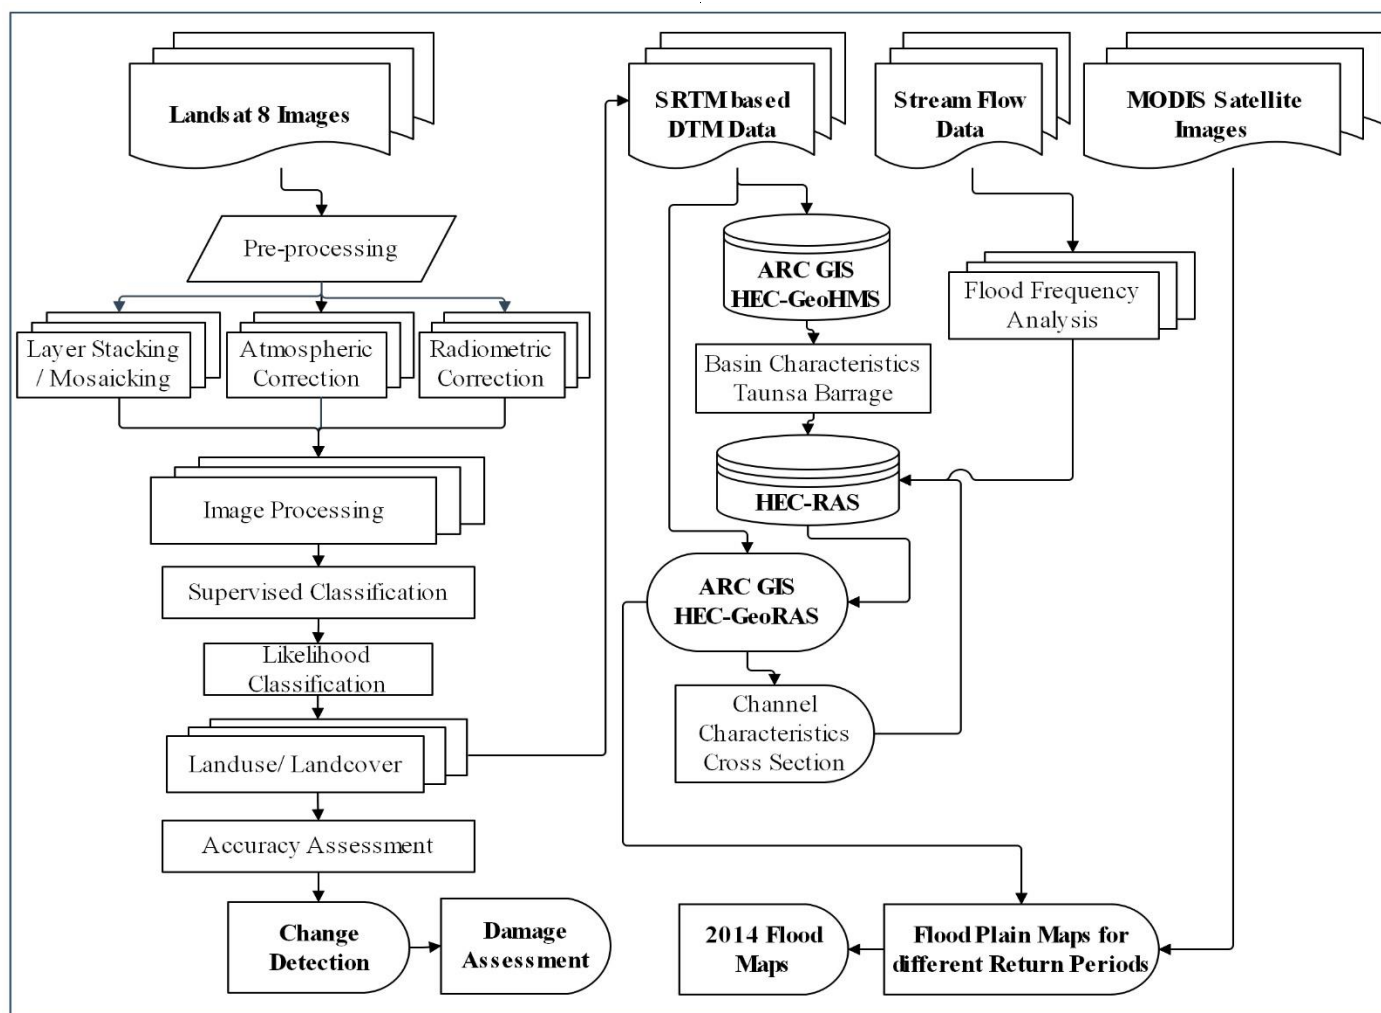 Landsat 8 Images
SRTM based
DTM Data
Stream Flow
Data
MODIS Satellite
Images
Pre-processing
Layer Stacking
/ Mosaicking
Atmospheric
Correction
Radiometric
Correction
Image Processing
Supervised Classification
Likelihood
Classification
Landuse/ Landcover
Accuracy Assessment
Change
Detection
Damage
Assessment
ARC GIS
HEC-GeoHMS
Basin Characteristics
Taunsa Barrage
HEC-RAS
Flood Frequency
Analysis
ARC GIS
HEC-GeoRAS
Channel
Characteristics
Cross Section
2014 Flood
Maps
Flood Plain Maps for
different Return Periods